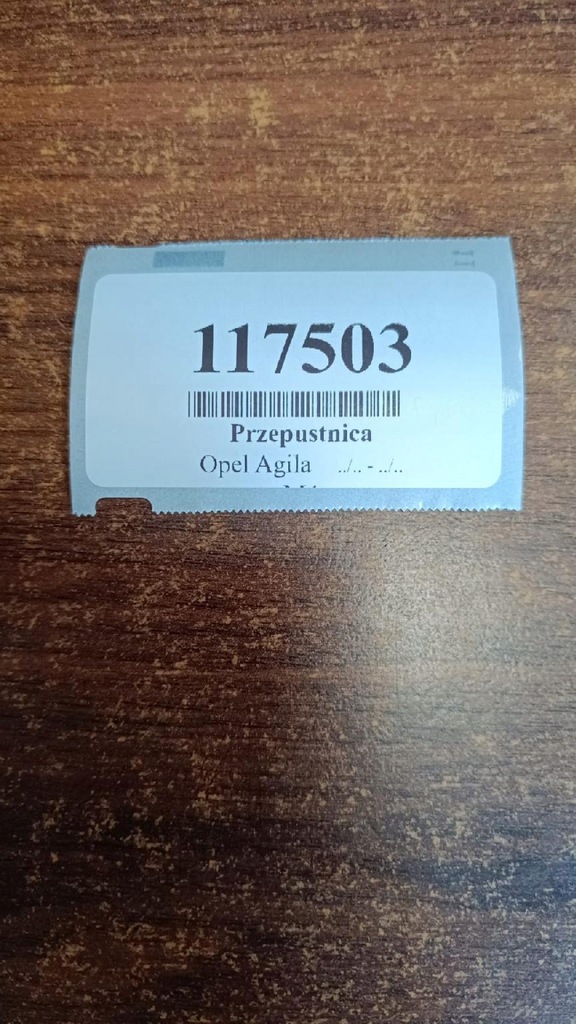 117503
Przepustnica
Opel Agila ../.. - ../..